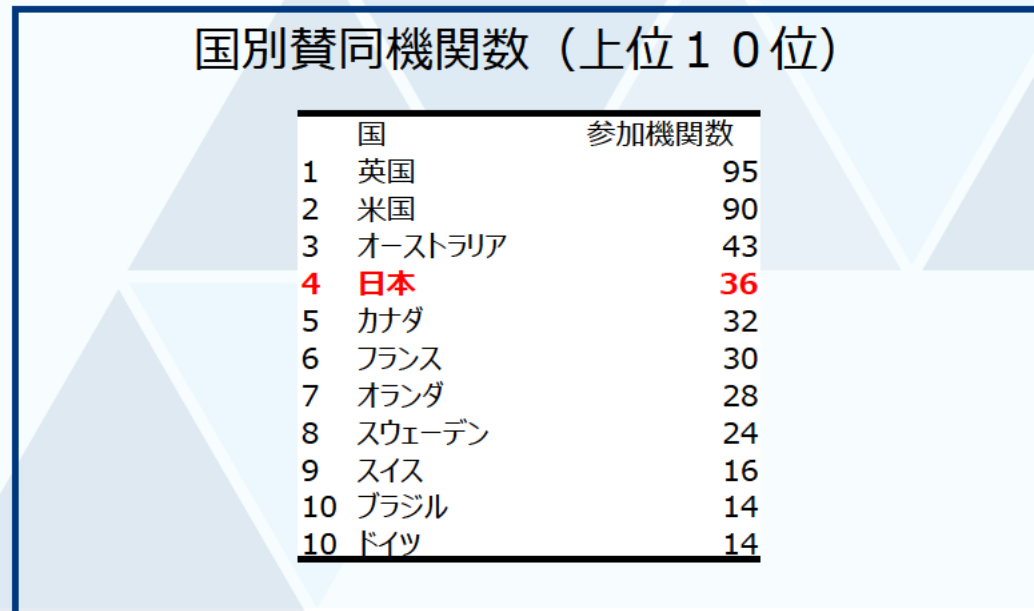 国別賛同機関数（上位１０位）
国 参加機関数
1 英国 95
2 米国 90
3 オーストラリア 43
4 日本 36
5 カナダ 32
6 フランス 30
7 オランダ 28
8 スウェーデン 24
9 スイス 16
10 ブラジル 14
10 ドイツ 14